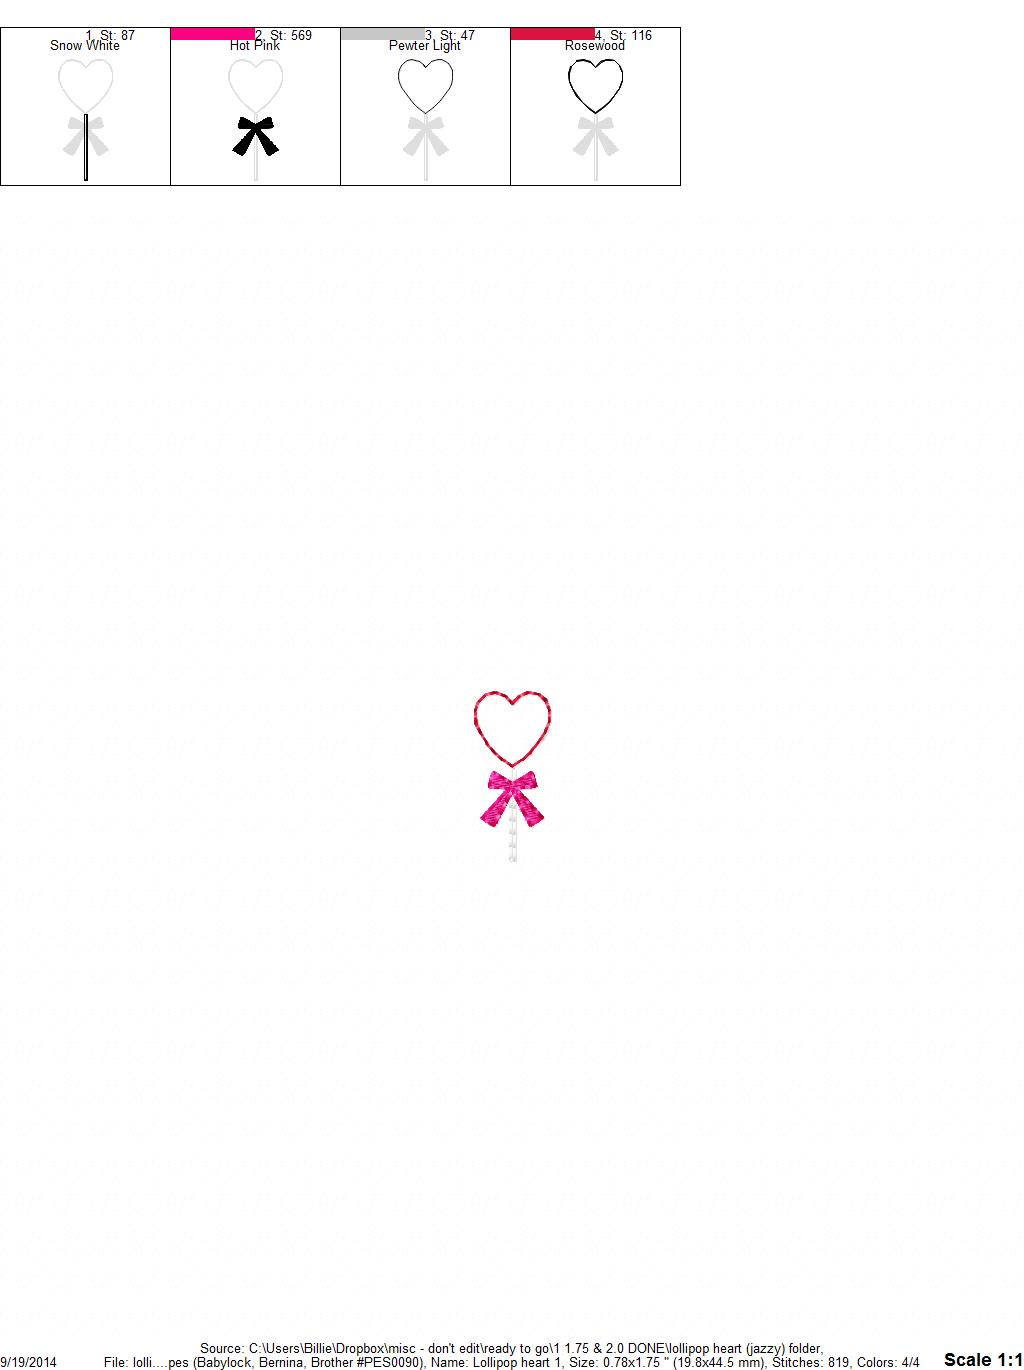 1, St: 87
Snow White
2, St: 569
Hot Pink
3, St: 47
Pewter Light
4, St: 116
Rosewood
Source: C:\Users\Billie\Dropbox\misc - don't edit\ready to go\1 1.75 & 2.0 DONE\lollipop heart (jazzy) folder,
9/19/2014 File: lolli....pes (Babylock, Bernina, Brother #PES0090), Name: Lollipop heart 1, Size: 0.78x1.75 " (19.8x44.5 mm), Stitches: 819, Colors: 4/4 Scale 1:1